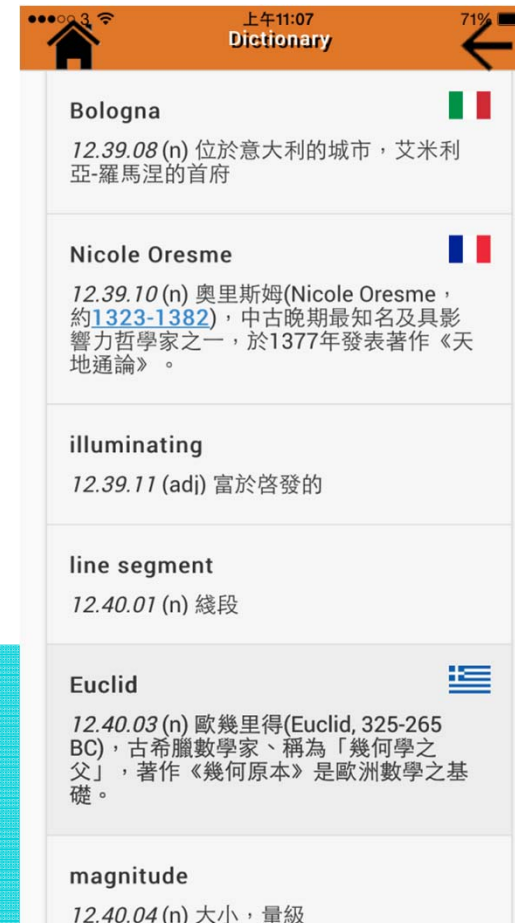 3 上午11:07 71%
Dictionary
Bologna
12.39.08 (n) 位於意大利的城市，艾米利
亞-羅馬涅的首府
Nicole Oresme
12.39.10 (n) 奧里斯姆(Nicole Oresme，
約1323-1382)，中古晚期最知名及具影
響力哲學家之一，於1377年發表著作《天
地通論》。
illuminating
12.39.11 (adj) 富於啓發的
line segment
12.40.01 (n) 綫段
Euclid
12.40.03 (n) 歐幾里得(Euclid, 325-265
BC)，古希臘數學家、稱為「幾何學之
父」，著作《幾何原本》是歐洲數學之基
礎。
magnitude
12.40.04 (n) 大小，量級